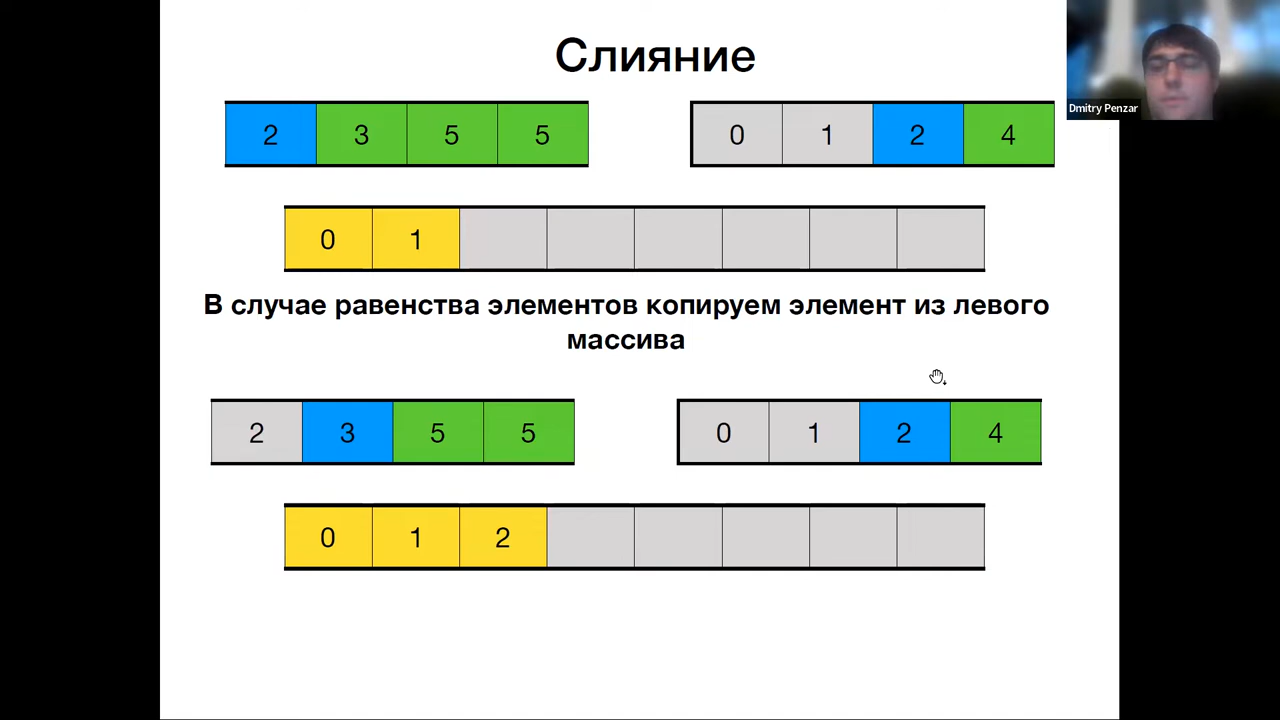 Слияние
Dmitry Penzar
2 3 5 5 0 1 2 4
0 1
В случае равенства элементов копируем элемент из левого
массива
2 3 5 5 0 1 2 4
0 1 2